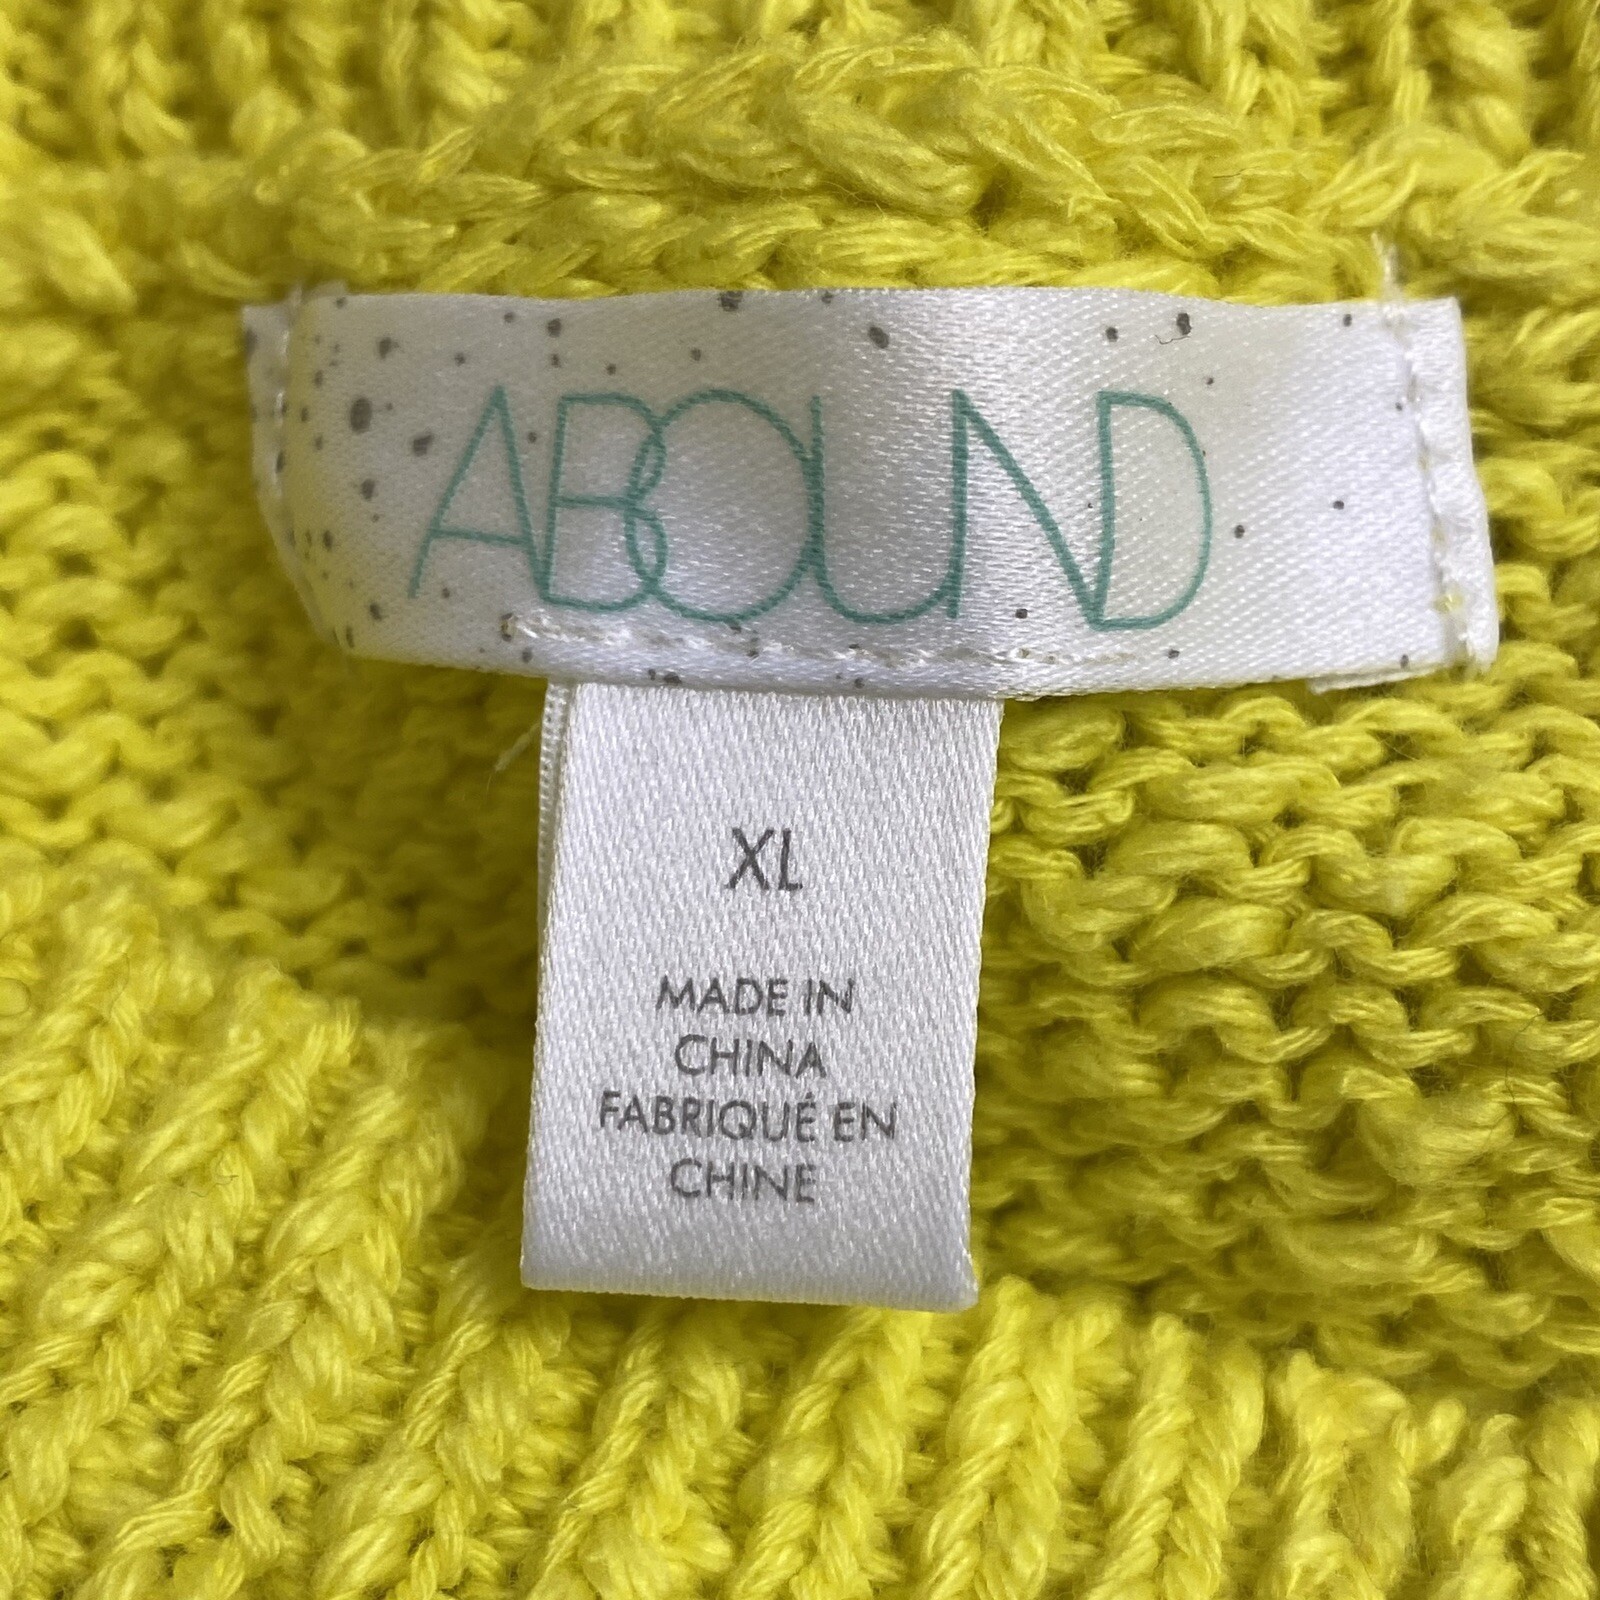 ABOUND
XL
MADE IN
CHINA
FABRIQUÉ EN
CHINE